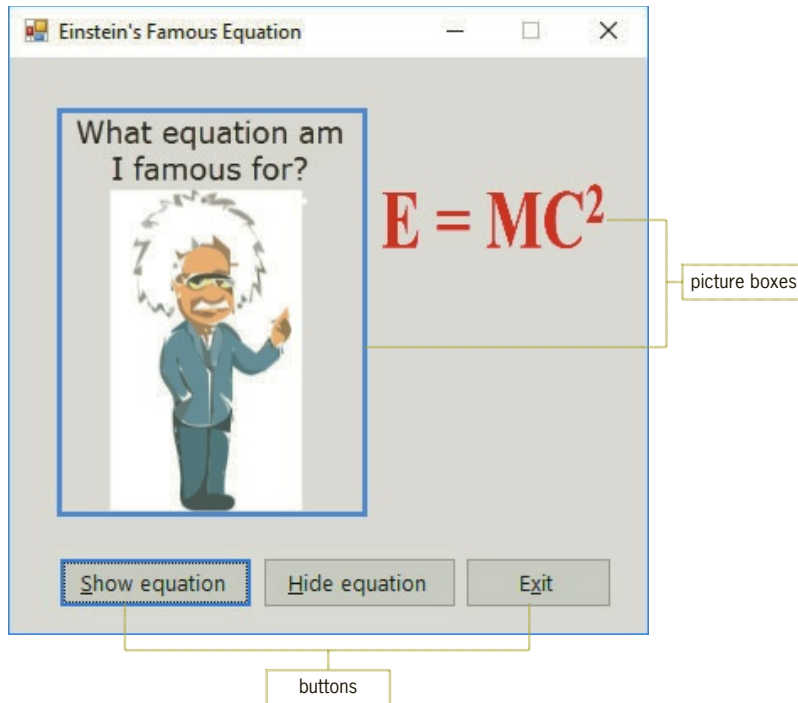 Einstein's Famous Equation
What equation am
I famous for?
E = MC²
picture boxes
Show equation
Hide equation
Exit
buttons